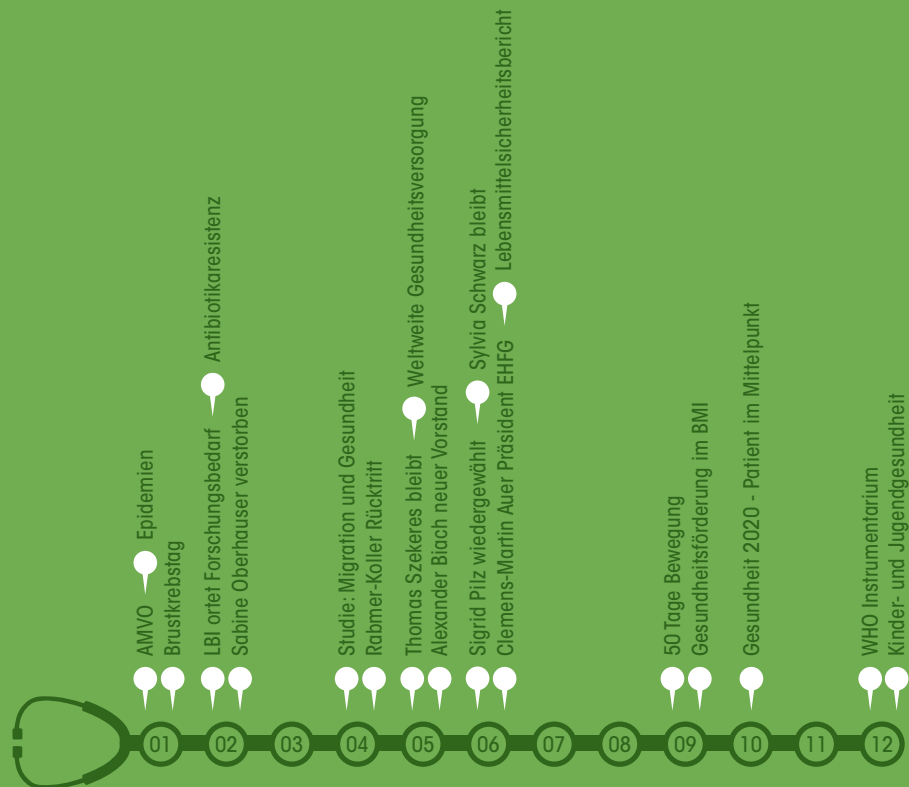 AMVO
Epidemien
Brustkrebstag
LBI ortet Forschungsbedarf
Antibiotikaresistenz
Sabine Oberhauser verstorben
Studie: Migration und Gesundheit
Rabmer-Koller Rücktritt
Thomas Szekeres bleibt
Weltweite Gesundheitsversorgung
Alexander Biach neuer Vorstand
Sigrid Pilz wiedergewählt
Sylvia Schwarz bleibt
Clemens-Martin Auer Präsident EHFG
Lebensmittelsicherheitsbericht
50 Tage Bewegung
Gesundheitsförderung im BMI
Gesundheit 2020 - Patient im Mittelpunkt
WHO Instrumentarium
Kinder- und Jugendgesundheit
01 02 03 04 05 06 07 08 09 10 11 12